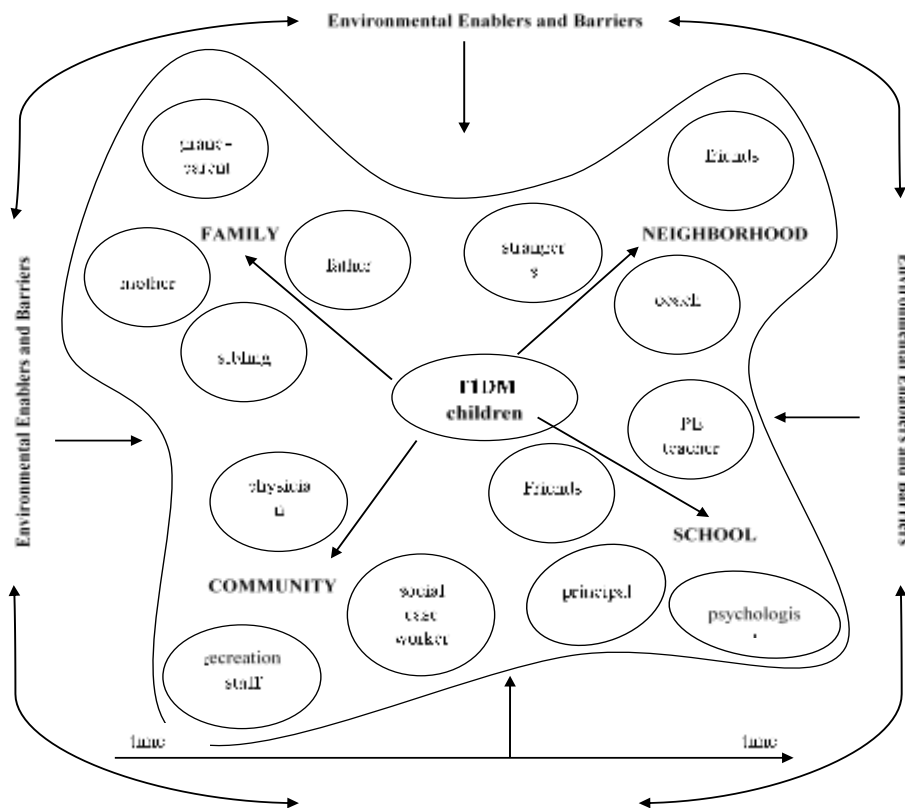 Environmental Enablers and Barriers
grand-
parent
friends
FAMILY
NEIGHBORHOOD
father
stranger
s
mother
coach
sibling
Environmental Enablers and Barriers
Environmental Enablers and Barriers
T1DM
children
PE
teacher
physicia
n
Friends
SCHOOL
COMMUNITY
social
case
worker
principal
psychologis
recreation
staff
time
time